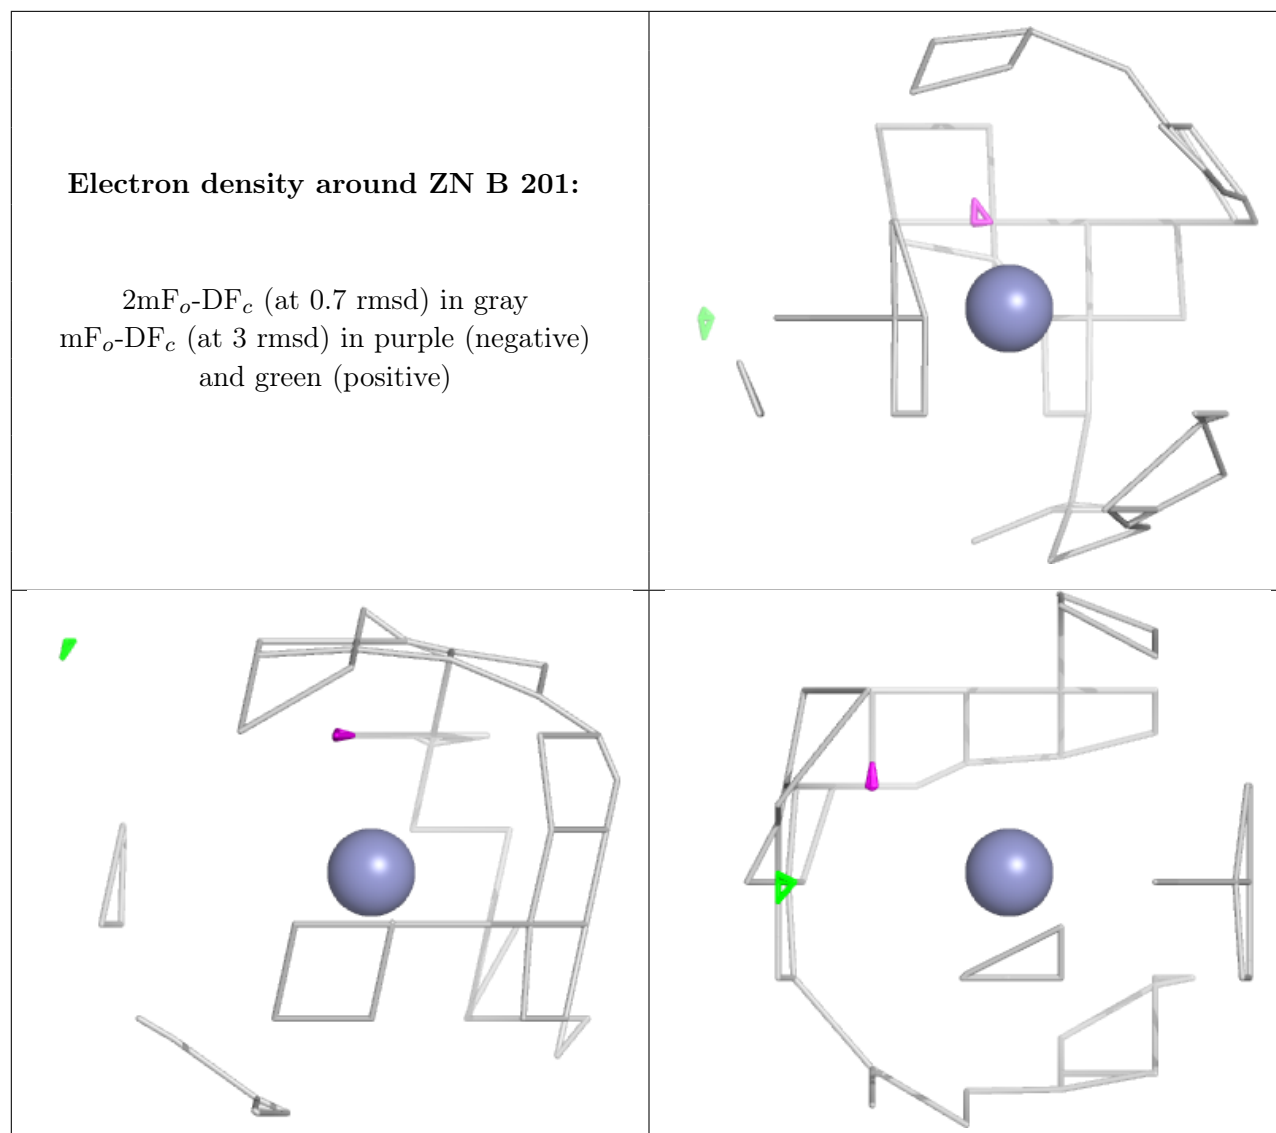 Electron density around ZN B 201:
2mFo-DFc (at 0.7 rmsd) in gray
mFo-DFc (at 3 rmsd) in purple (negative)
and green (positive)